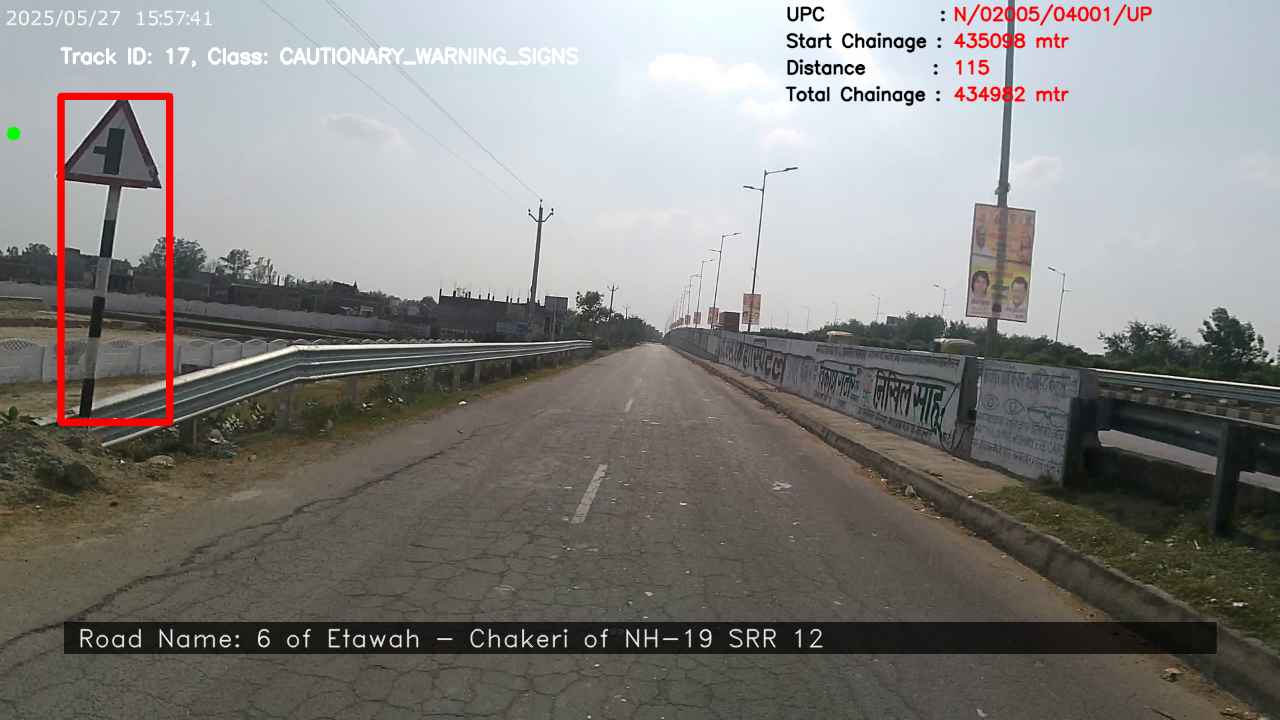 2025/05/27 15:57:41
Track ID: 17, Class: CAUTIONARY_WARNING_SIGNS
UPC : N/02005/04001/UP
Start Chainage : 435098 mtr
Distance : 115
Total Chainage : 434982 mtr
निखिल साहू
Road Name: 6 of Etawah - Chakeri of NH-19 SRR 12